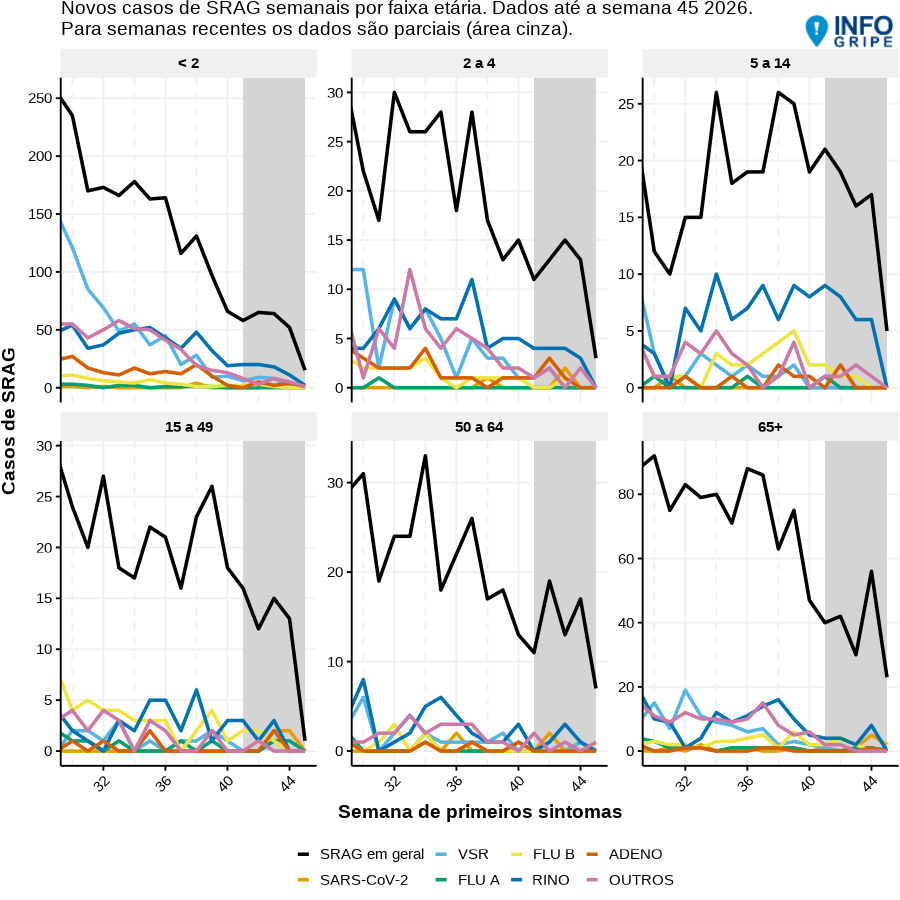 Novos casos de SRAG semanais por faixa etária. Dados até a semana 45 2026.
Para semanas recentes os dados são parciais (área cinza).
INFO
GRIPE
< 2
2 a 4
5 a 14
250
200
150
100
50
0
30
25
20
15
10
5
0
25
20
15
10
5
0
Casos de SRAG
15 a 49
50 a 64
65+
30
25
20
15
10
5
0
30
20
10
0
80
60
40
20
0
32
36
40
44
32
36
40
44
32
36
40
44
Semana de primeiros sintomas
SRAG em geral
VSR
FLU B
ADENO
SARS-CoV-2
FLU A
RINO
OUTROS